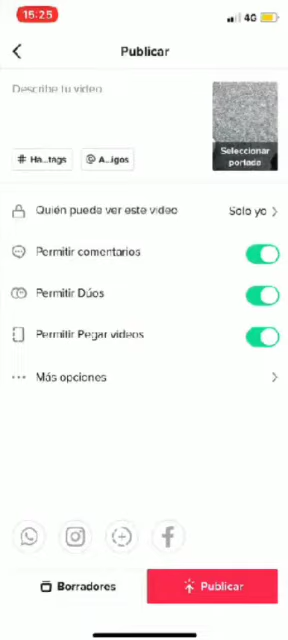 15:25
4G
Publicar
Describe tu video
Seleccionar
portada
# Ha...tags
@ A...igos
Quién puede ver este video
Solo yo
Permitir comentarios
Permitir Dúos
Permitir Pegar videos
Más opciones
Borradores
Publicar